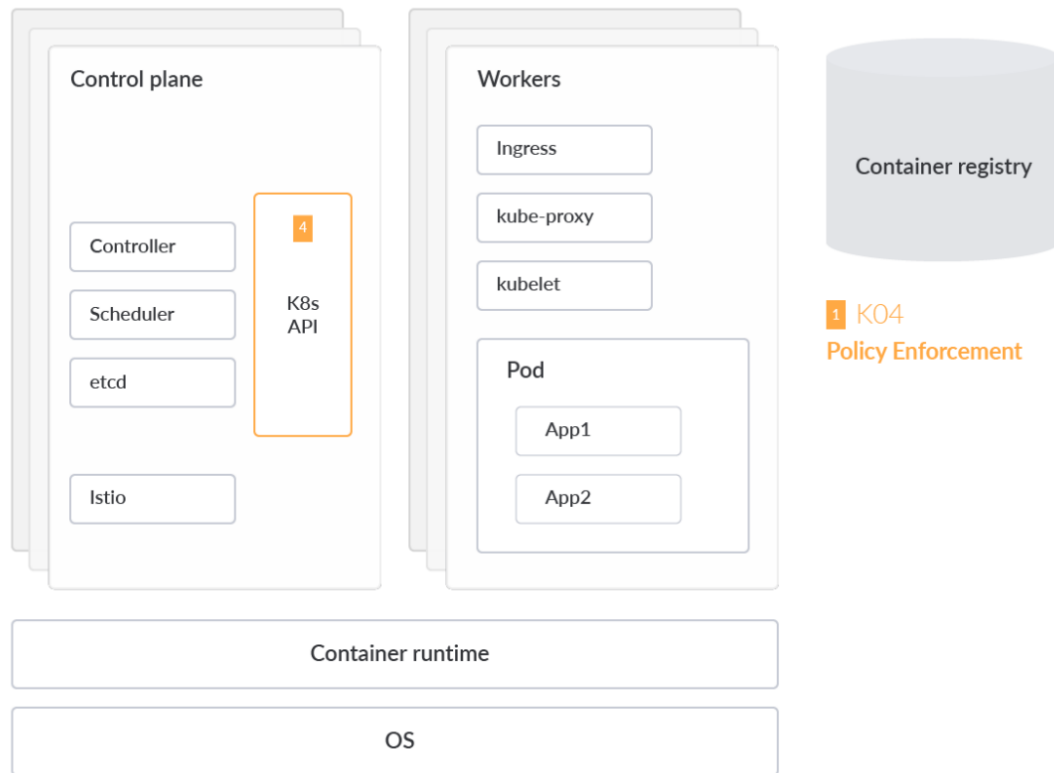 Control plane
Controller
Scheduler
etcd
Istio
4
K8s
API
Workers
Ingress
kube-proxy
kubelet
Pod
App1
App2
Container registry
1 K04
Policy Enforcement
Container runtime
OS